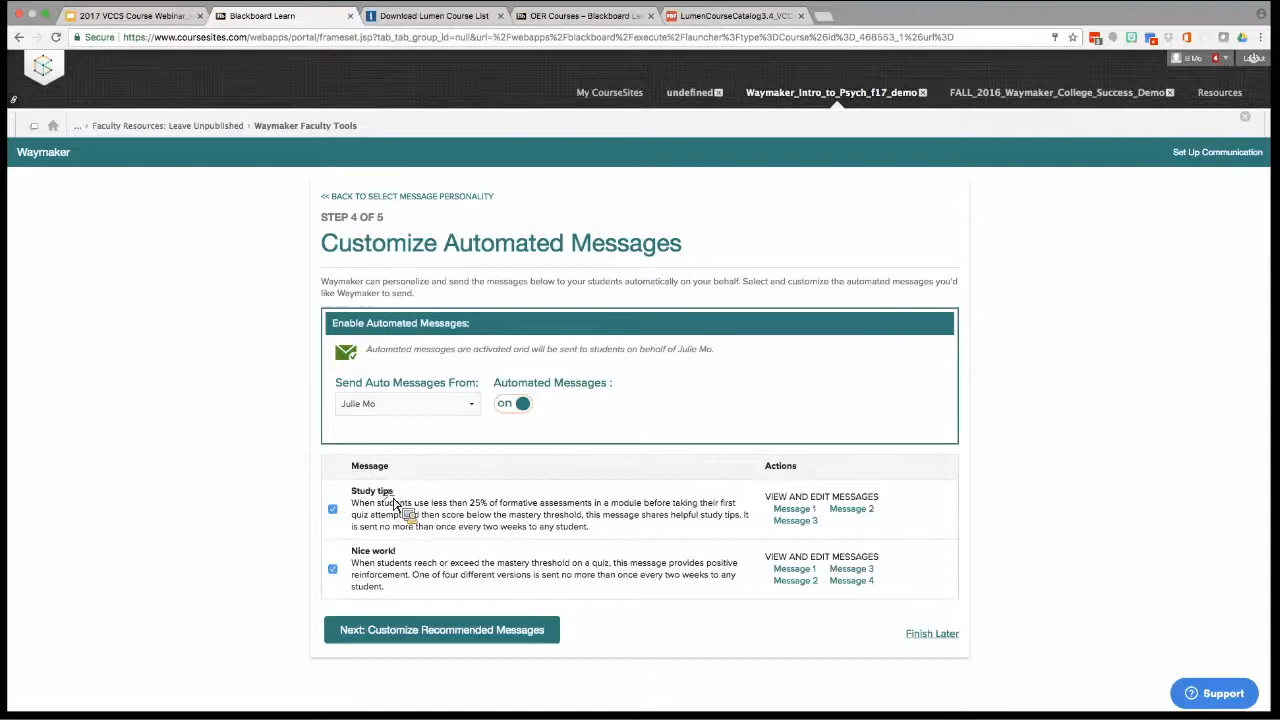 2017 VCCS Course Webinar,
Blackboard Learn
Download Lumen Course List
OER Courses – Blackboard Le
LumenCourseCatalog3.4_VCC
Secure https://www.coursesites.com/webapps/portal/frameset.jsp?tab_tab_group_id=null&url=%2Fwebapps%2Fblackboard%2Fexecute%2Flauncher%3Ftype%3DCourse%26id%3D_468553_1%26url%3D
El Mo 4 Logout
My CourseSites undefined Waymaker_Intro_to_Psych_f17_demo FALL_2016_Waymaker_College_Success_Demo Resources
... › Faculty Resources: Leave Unpublished › Waymaker Faculty Tools
Waymaker
Set Up Communication
<< BACK TO SELECT MESSAGE PERSONALITY
STEP 4 OF 5
Customize Automated Messages
Waymaker can personalize and send the messages below to your students automatically on your behalf. Select and customize the automated messages you'd
like Waymaker to send.
Enable Automated Messages:
Automated messages are activated and will be sent to students on behalf of Julie Mo.
Send Auto Messages From: Automated Messages :
Julie Mo on
Message Actions
Study tips
When students use less than 25% of formative assessments in a module before taking their first
quiz attempt and then score below the mastery threshold, this message shares helpful study tips. It
is sent no more than once every two weeks to any student.
VIEW AND EDIT MESSAGES
Message 1 Message 2
Message 3
Nice work!
When students reach or exceed the mastery threshold on a quiz, this message provides positive
reinforcement. One of four different versions is sent no more than once every two weeks to any
student.
VIEW AND EDIT MESSAGES
Message 1 Message 3
Message 2 Message 4
Next: Customize Recommended Messages
Finish Later
Support